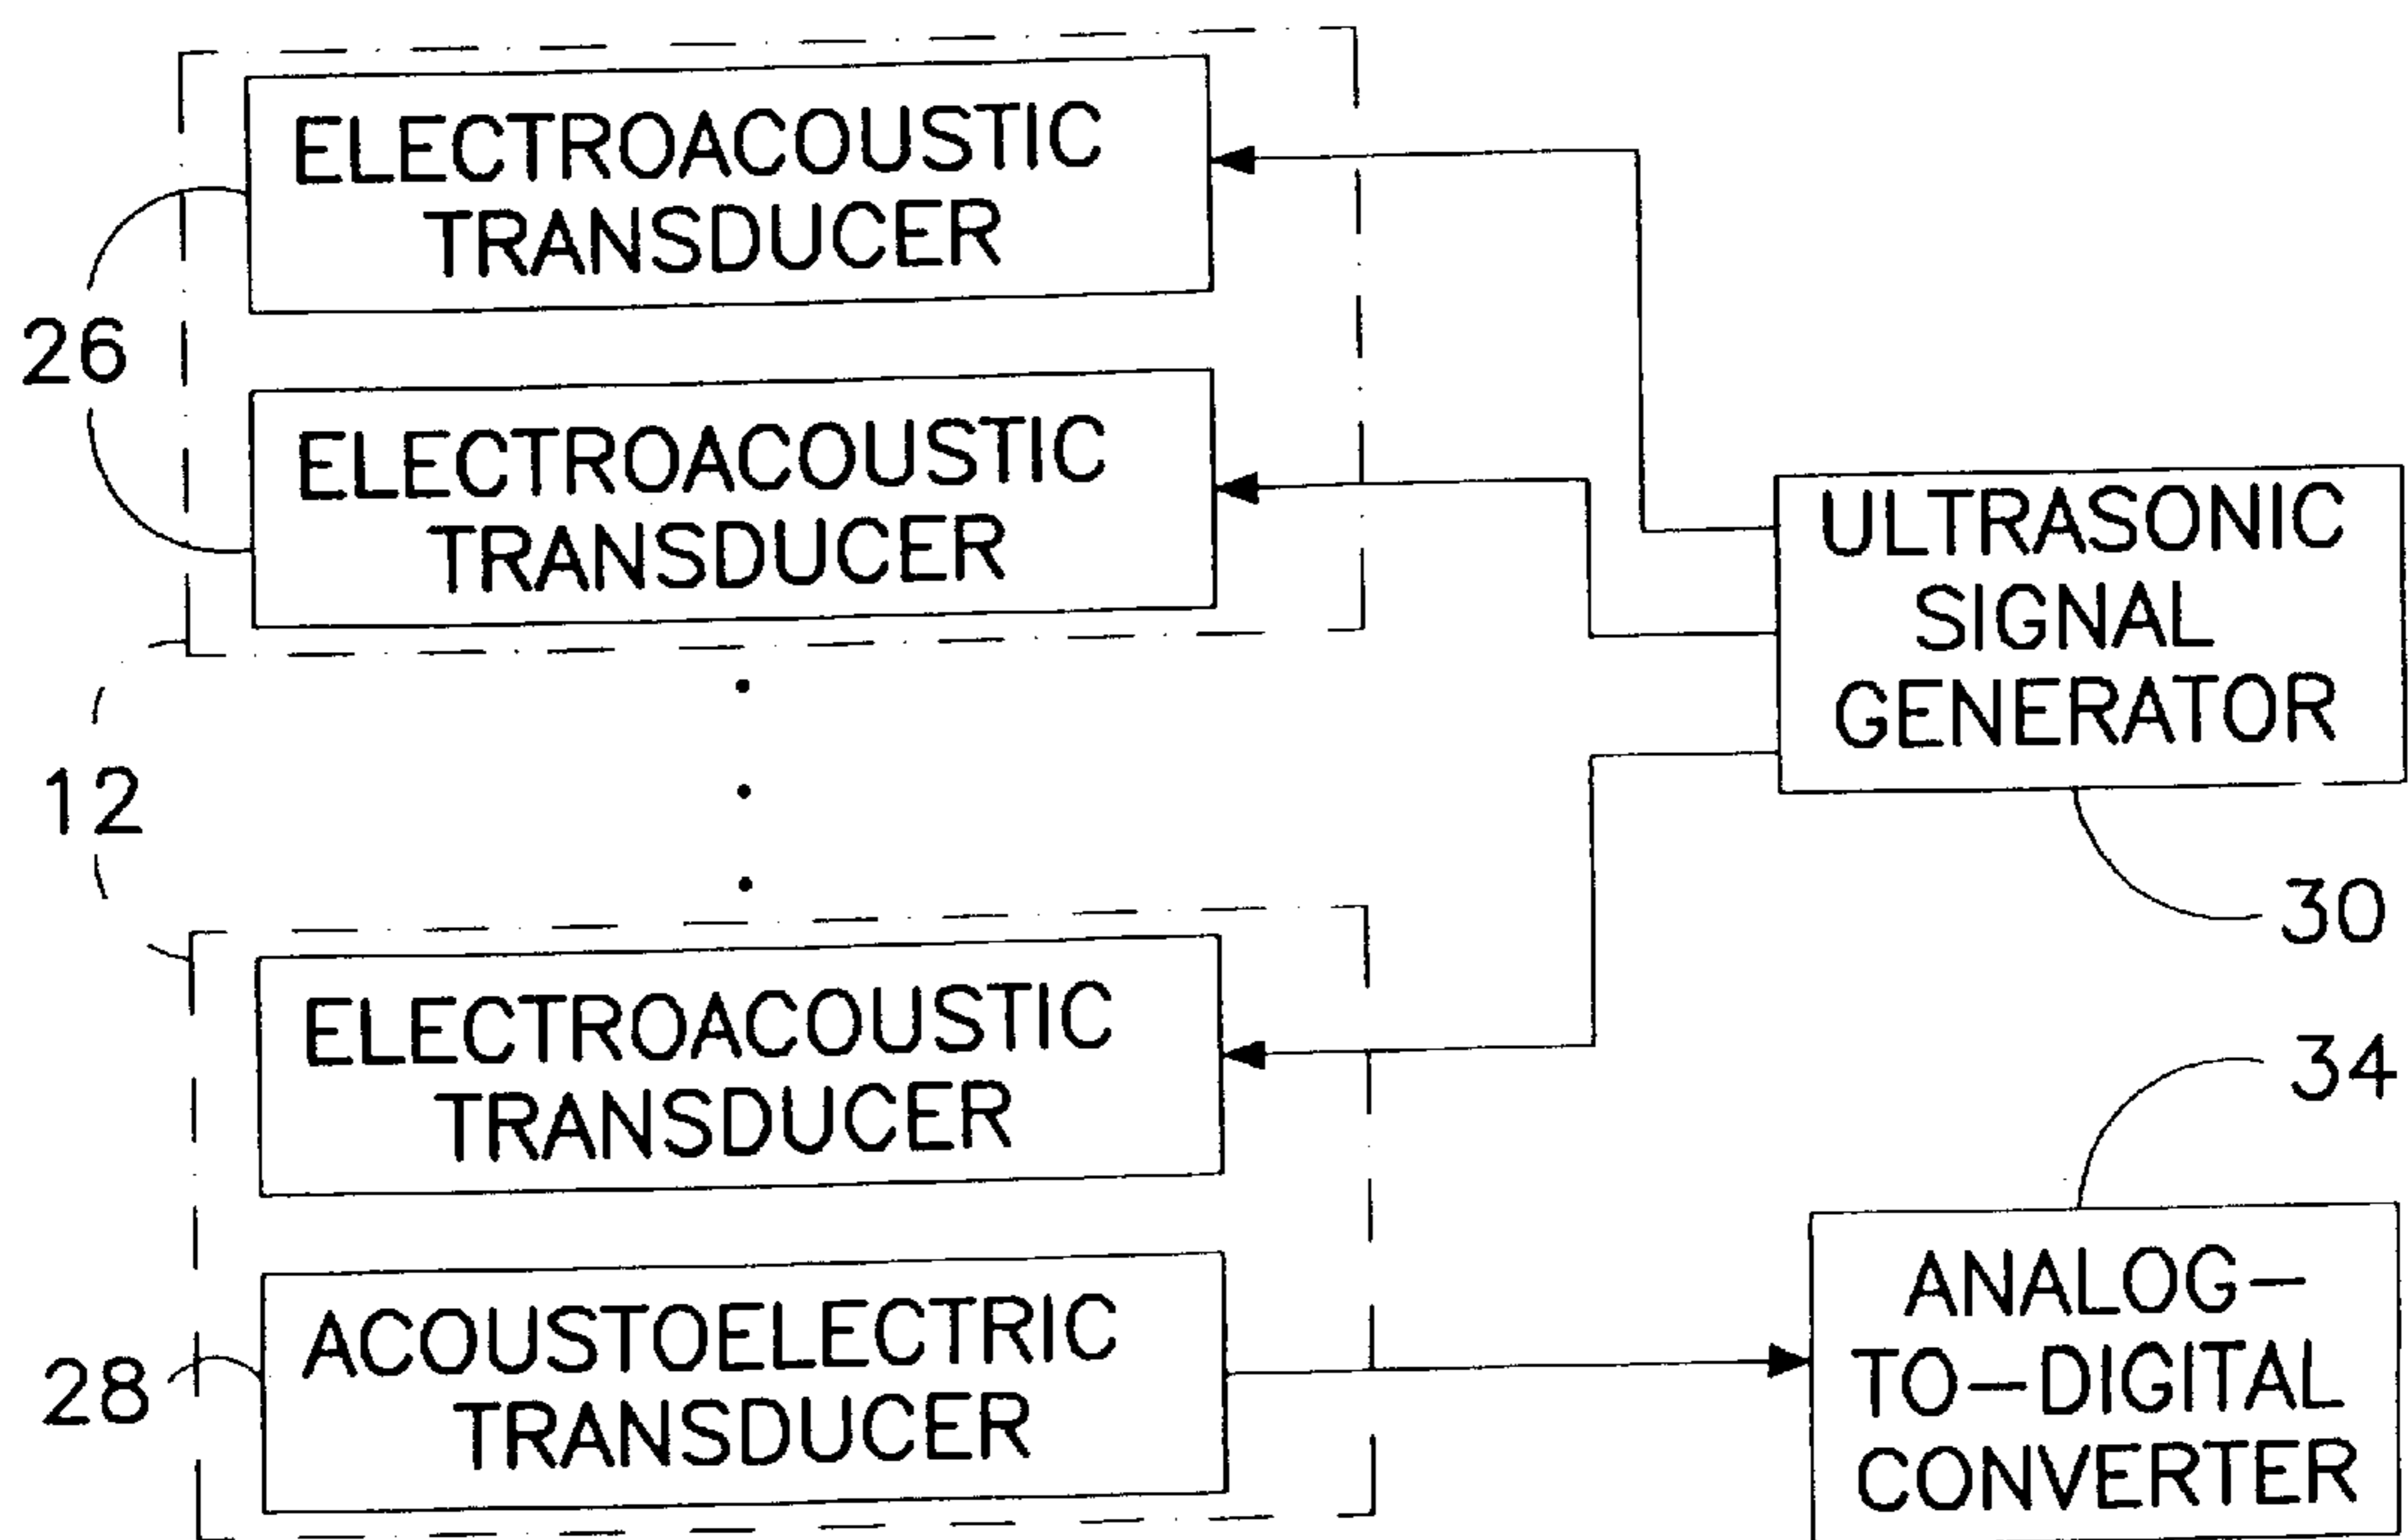 ELECTROACOUSTIC
TRANSDUCER
26
ELECTROACOUSTIC
TRANSDUCER
ULTRASONIC
SIGNAL
GENERATOR
12
30
ELECTROACOUSTIC
TRANSDUCER
34
28
ACOUSTOELECTRIC
TRANSDUCER
ANALOG-
TO-DIGITAL
CONVERTER